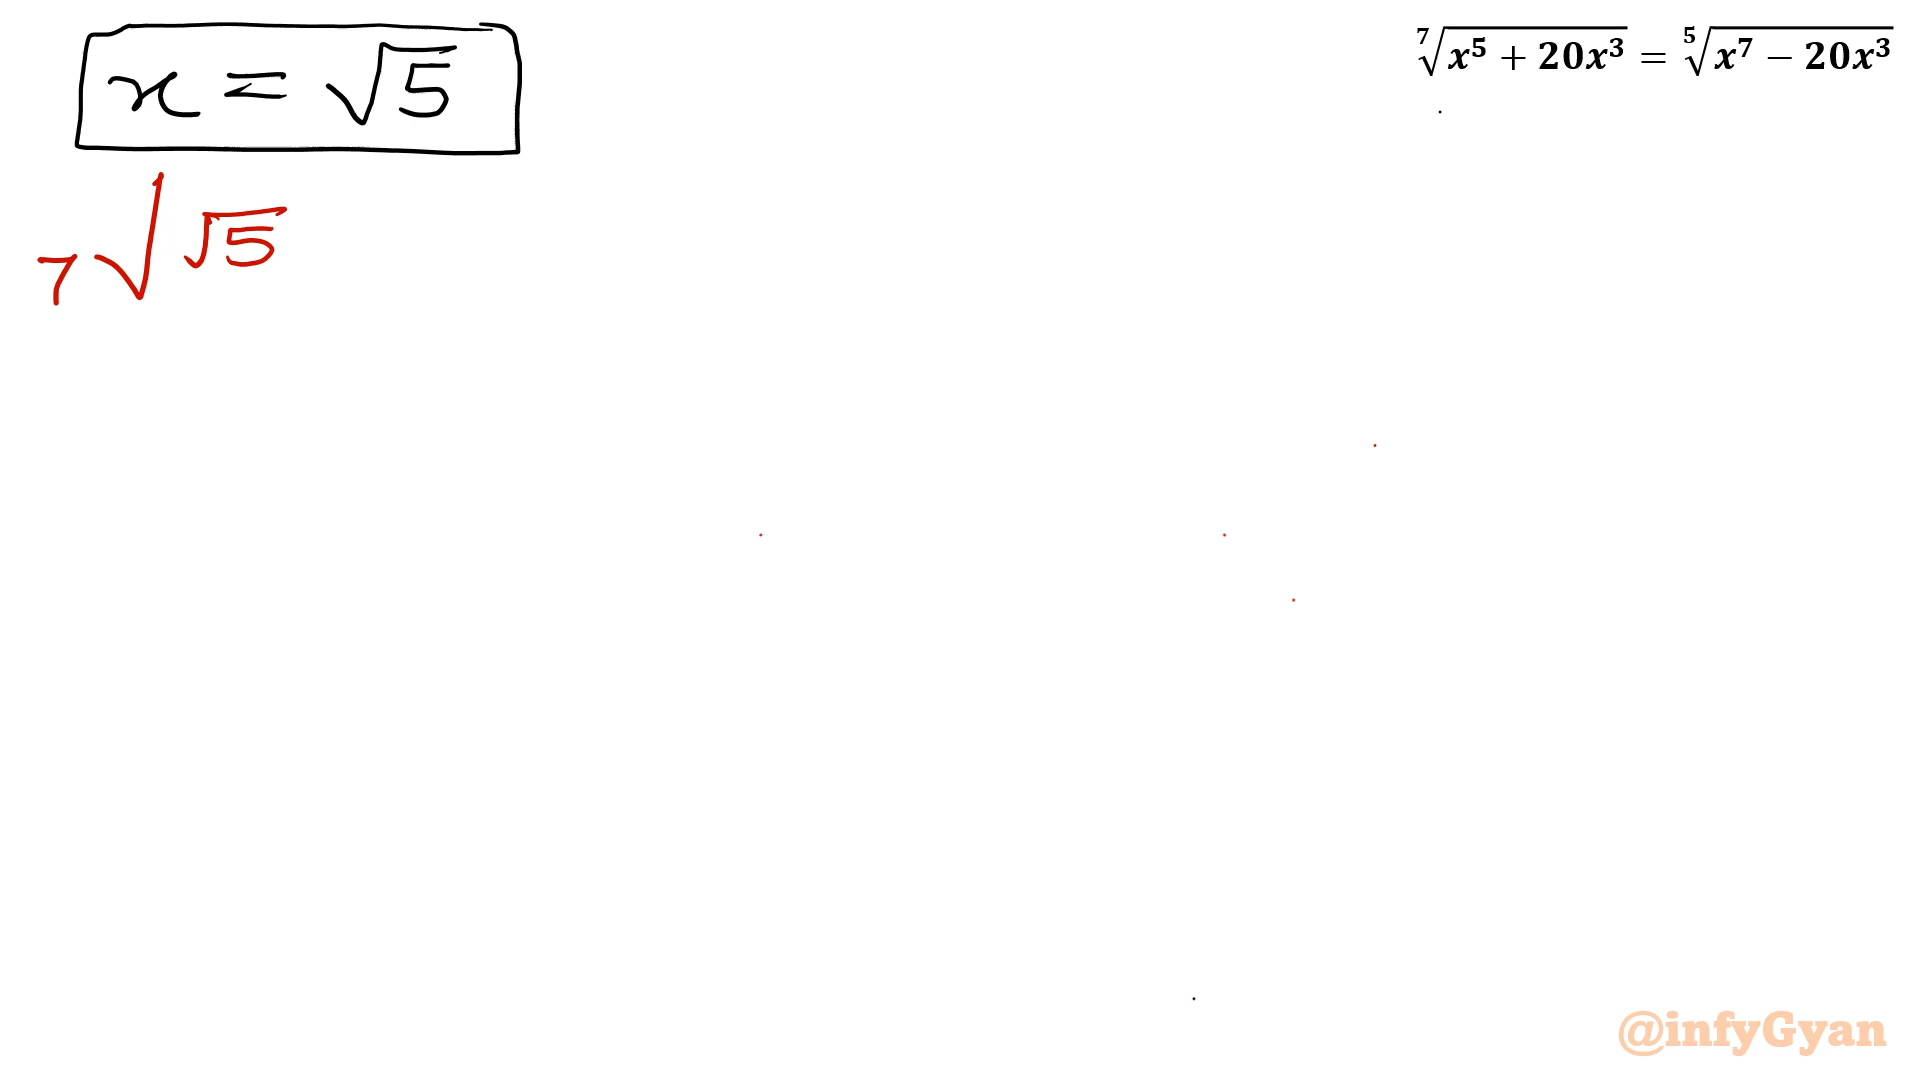 x = √5
⁷√(x⁵ + 20x³) = ⁵√(x⁷ − 20x³)
7√ √5
@infyGyan